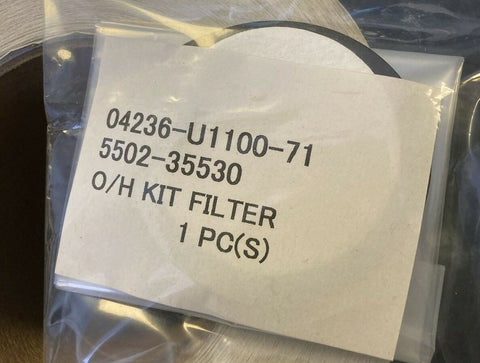 04236-U1100-71
5502-35530
O/H KIT FILTER
1 PC(S)